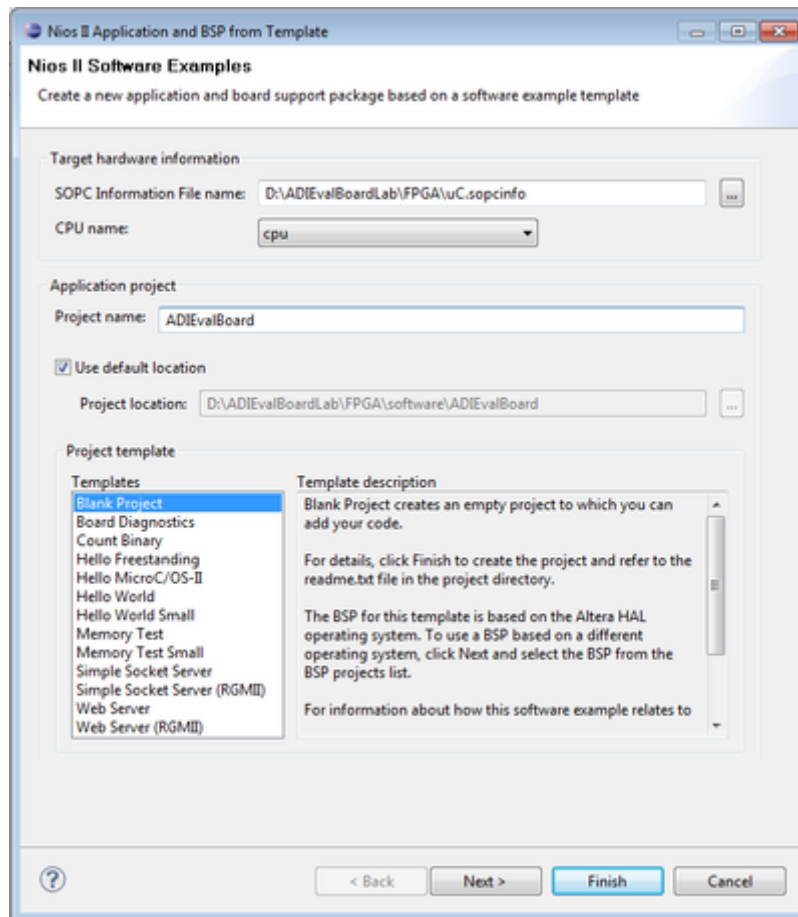 Nios II Application and BSP from Template
Nios II Software Examples
Create a new application and board support package based on a software example template
Target hardware information
SOPC Information File name: D:\ADIEvalBoardLab\FPGA\uC.sopcinfo ...
CPU name: cpu
Application project
Project name: ADIEvalBoard
Use default location
Project location: D:\ADIEvalBoardLab\FPGA\software\ADIEvalBoard ...
Project template
Templates
Blank Project
Board Diagnostics
Count Binary
Hello Freestanding
Hello MicroC/OS-II
Hello World
Hello World Small
Memory Test
Memory Test Small
Simple Socket Server
Simple Socket Server (RGMII)
Web Server
Web Server (RGMII)
Template description
Blank Project creates an empty project to which you can
add your code.
For details, click Finish to create the project and refer to the
readme.txt file in the project directory.
The BSP for this template is based on the Altera HAL
operating system. To use a BSP based on a different
operating system, click Next and select the BSP from the
BSP projects list.
For information about how this software example relates to
? < Back Next > Finish Cancel